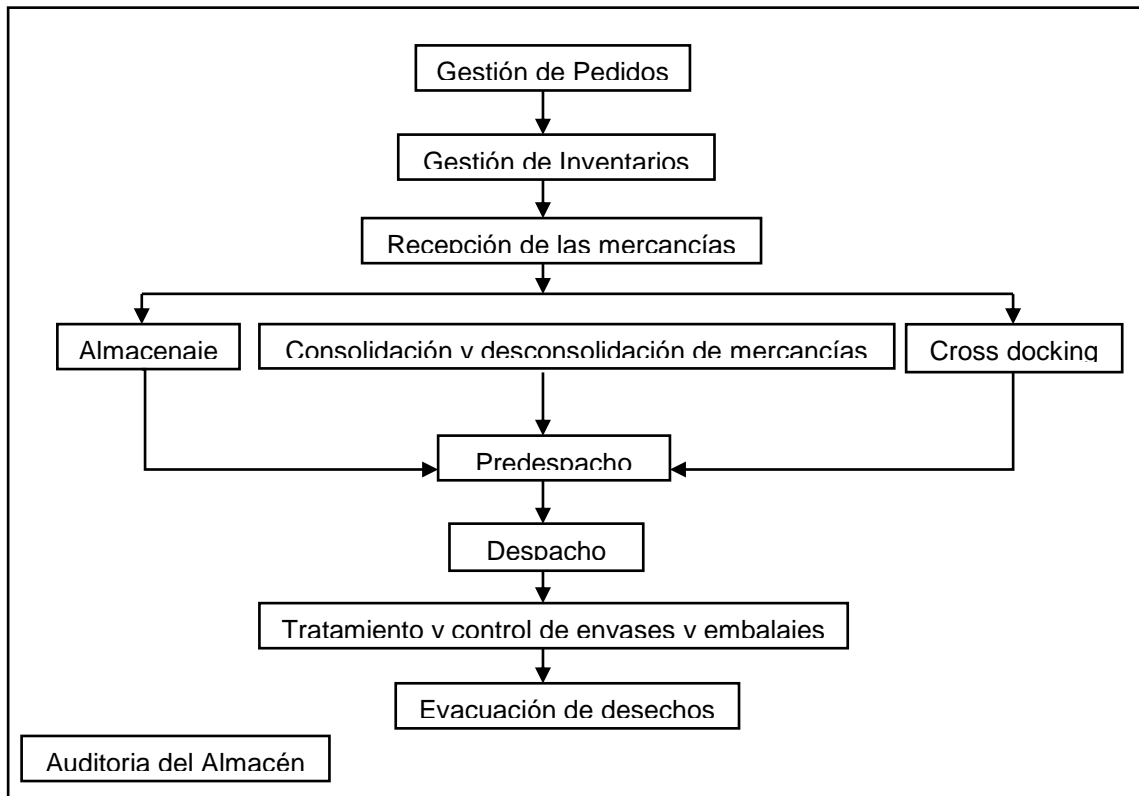 Gestión de Pedidos
Gestión de Inventarios
Recepción de las mercancías
Almacenaje
Consolidación y desconsolidación de mercancías
Cross docking
Predespacho
Despacho
Tratamiento y control de envases y embalajes
Evacuación de desechos
Auditoria del Almacén